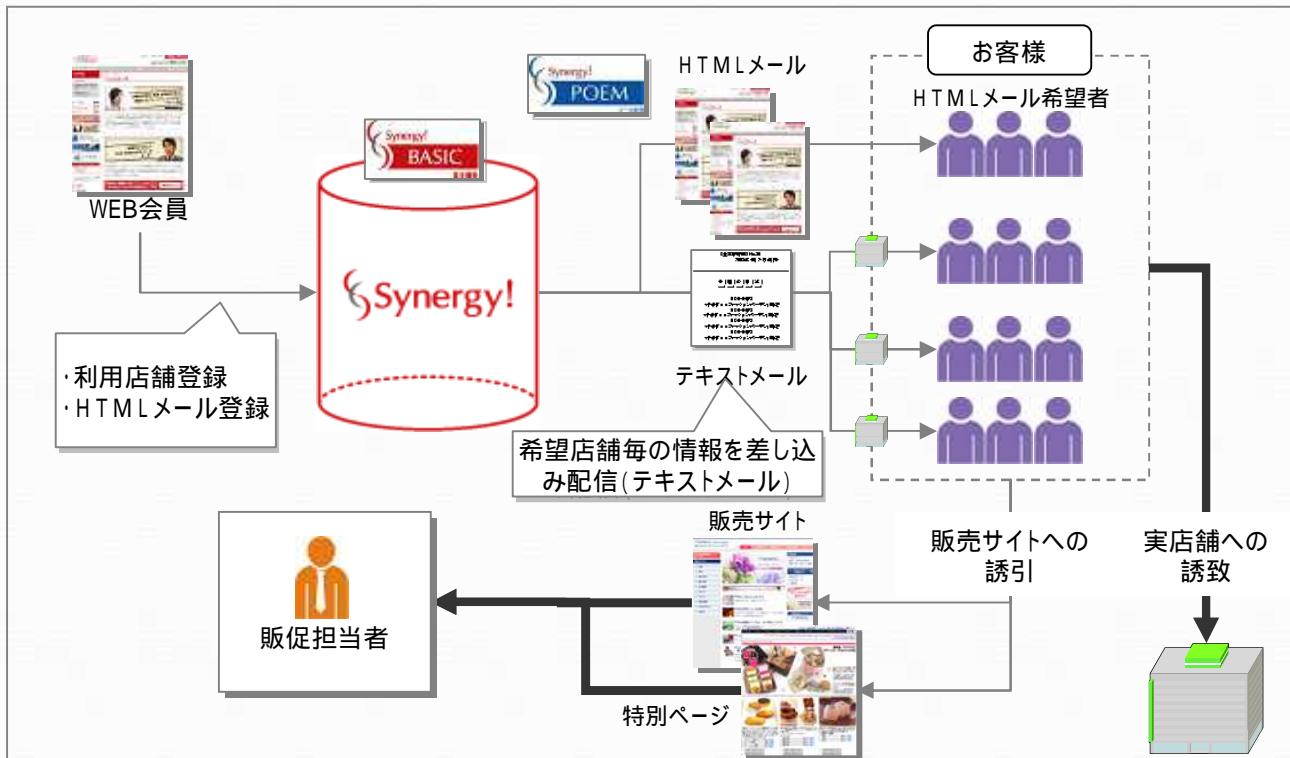 お客様
HTMLメール
HTMLメール希望者
Synergy!
POEM
Synergy!
BASIC
WEB会員
Synergy!
・利用店舗登録
・HTMLメール登録
テキストメール
希望店舗毎の情報を差し込
み配信(テキストメール)
販売サイト
販売サイトへの
誘引
実店舗への
誘致
販促担当者
特別ページ